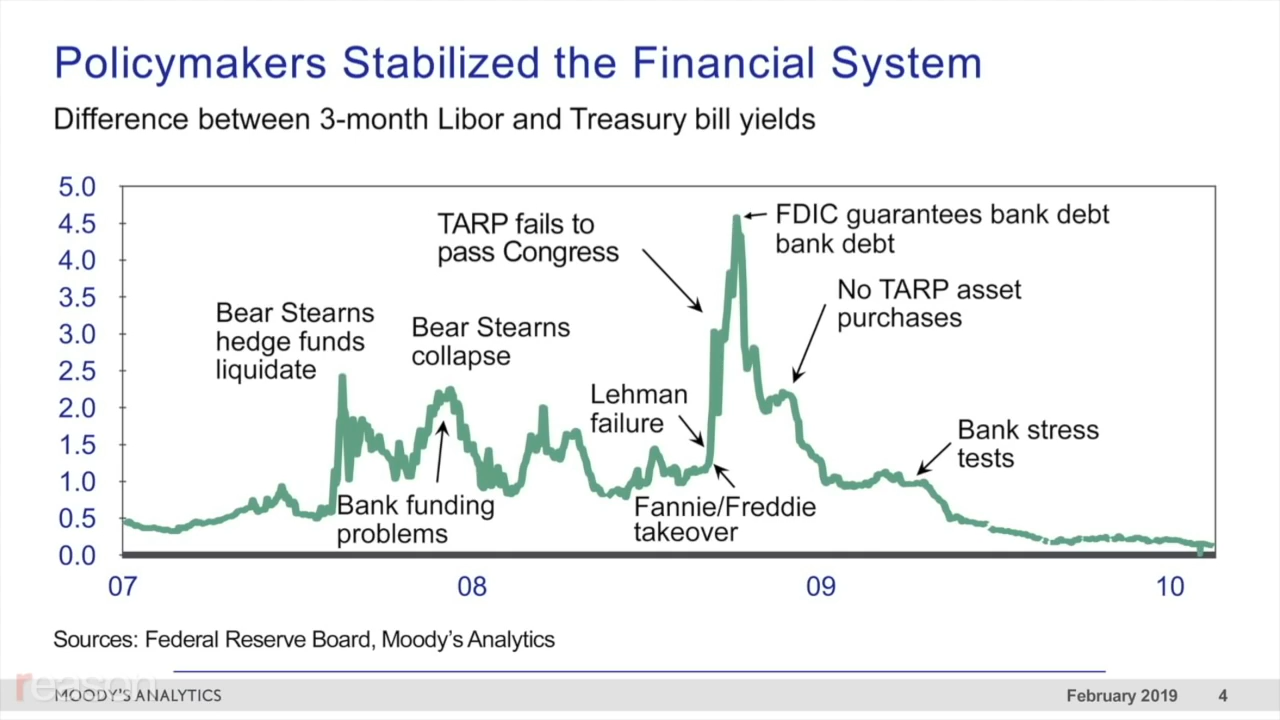 Policymakers Stabilized the Financial System
Difference between 3-month Libor and Treasury bill yields
5.0
4.5
4.0
3.5
3.0
2.5
2.0
1.5
1.0
0.5
0.0
Bear Stearns
hedge funds
liquidate
Bear Stearns
collapse
Bank funding
problems
TARP fails to
pass Congress
Lehman
failure
Fannie/Freddie
takeover
FDIC guarantees bank debt
bank debt
No TARP asset
purchases
Bank stress
tests
07 08 09 10
Sources: Federal Reserve Board, Moody's Analytics
reason
MOODY'S ANALYTICS
February 2019 4